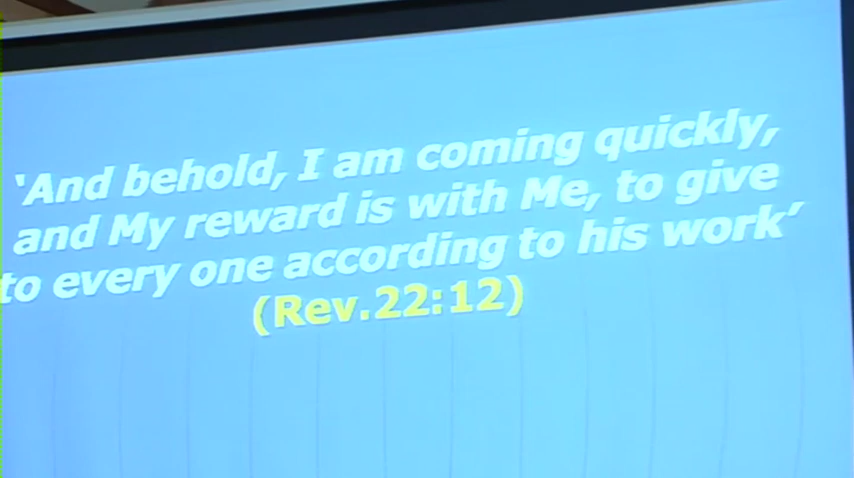 ‘And behold, I am coming quickly,
and My reward is with Me, to give
to every one according to his work’
(Rev.22:12)